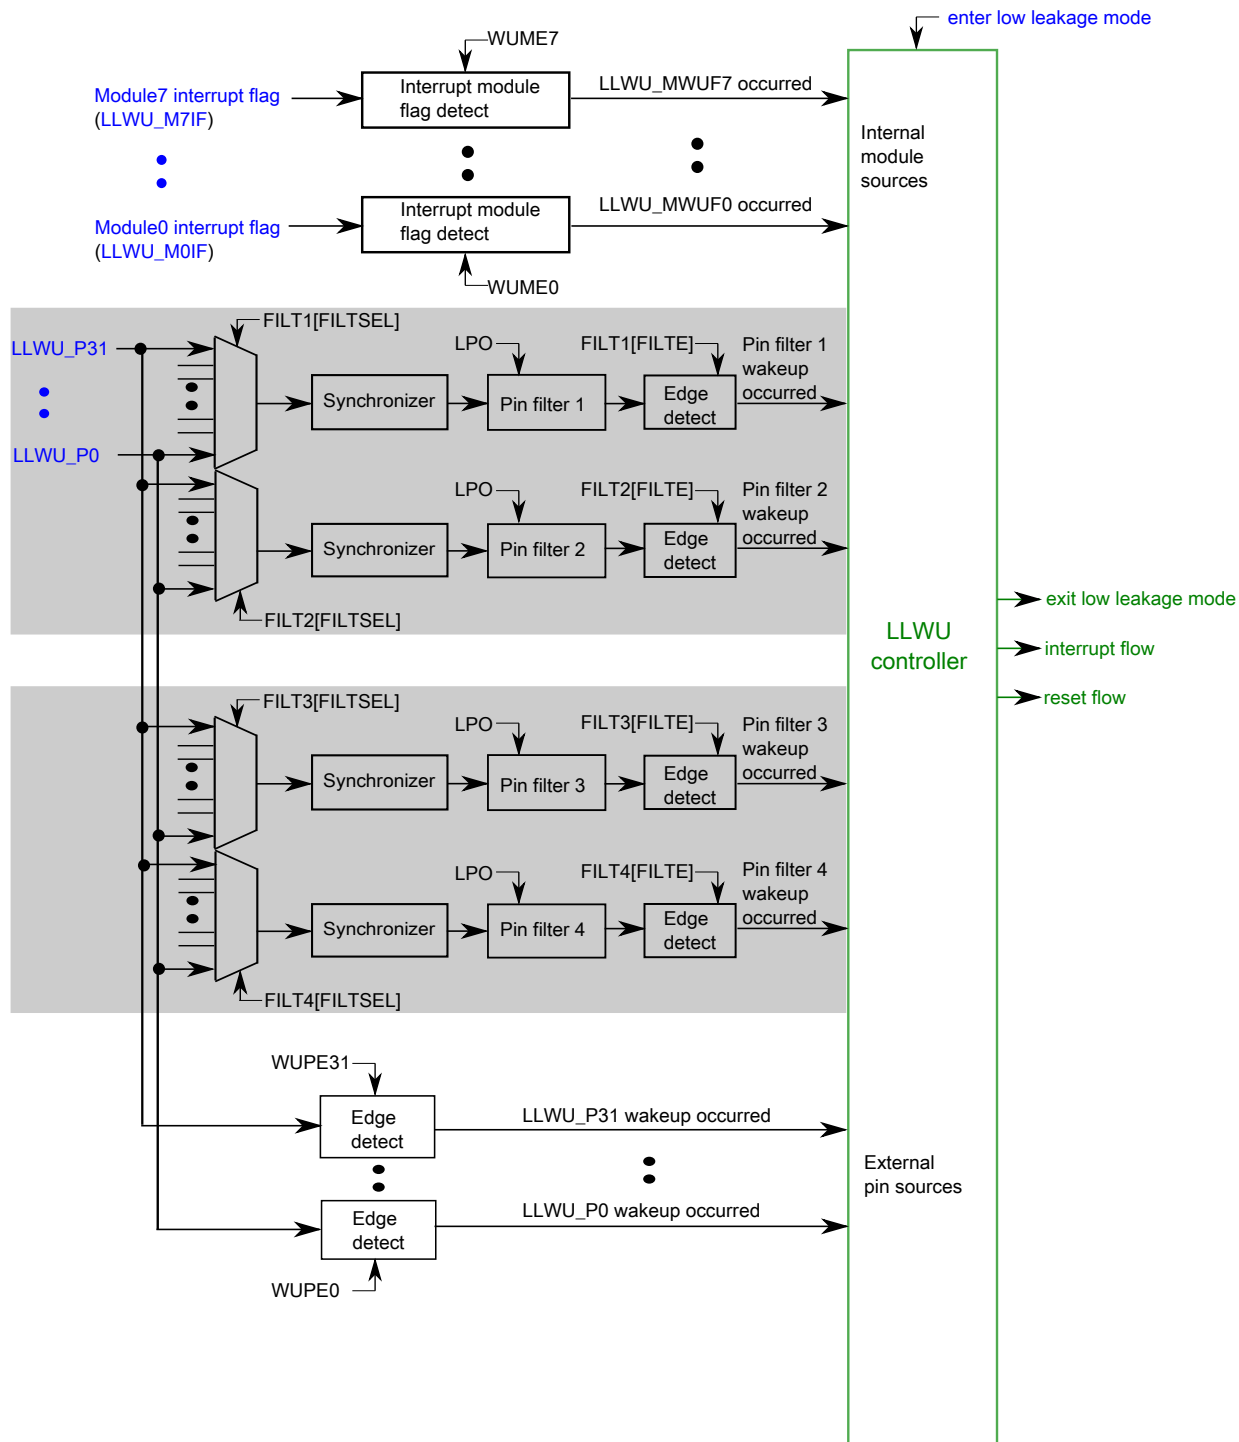 enter low leakage mode
WUME7
Module7 interrupt flag
(LLWU_M7IF)
Interrupt module
flag detect
LLWU_MWUF7 occurred
Internal
module
sources
Module0 interrupt flag
(LLWU_M0IF)
Interrupt module
flag detect
LLWU_MWUF0 occurred
WUME0
FILT1[FILTSEL]
LLWU_P31
LPO
FILT1[FILTE]
Pin filter 1
wakeup
occurred
Synchronizer
Pin filter 1
Edge
detect
LLWU_P0
LPO
FILT2[FILTE]
Pin filter 2
wakeup
occurred
Synchronizer
Pin filter 2
Edge
detect
FILT2[FILTSEL]
LLWU
controller
exit low leakage mode
interrupt flow
reset flow
FILT3[FILTSEL]
LPO
FILT3[FILTE]
Pin filter 3
wakeup
occurred
Synchronizer
Pin filter 3
Edge
detect
LPO
FILT4[FILTE]
Pin filter 4
wakeup
occurred
Synchronizer
Pin filter 4
Edge
detect
FILT4[FILTSEL]
WUPE31
Edge
detect
LLWU_P31 wakeup occurred
External
pin sources
Edge
detect
LLWU_P0 wakeup occurred
WUPE0